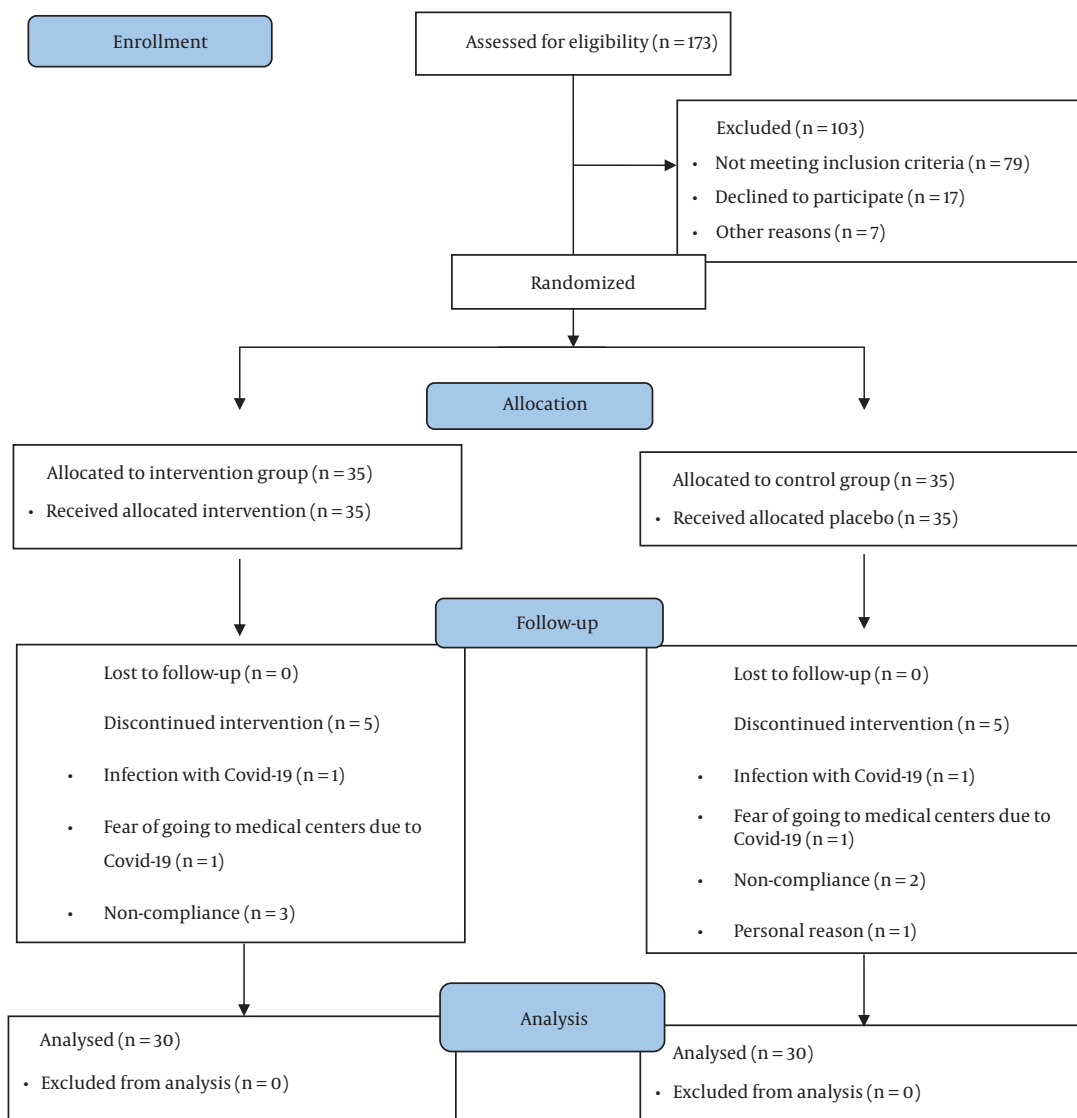 Enrollment
Assessed for eligibility (n = 173)
Excluded (n = 103)
• Not meeting inclusion criteria (n = 79)
• Declined to participate (n = 17)
• Other reasons (n = 7)
Randomized
Allocation
Allocated to intervention group (n = 35)
• Received allocated intervention (n = 35)
Allocated to control group (n = 35)
• Received allocated placebo (n = 35)
Follow-up
Lost to follow-up (n = 0)
Discontinued intervention (n = 5)
• Infection with Covid-19 (n = 1)
• Fear of going to medical centers due to
Covid-19 (n = 1)
• Non-compliance (n = 3)
Lost to follow-up (n = 0)
Discontinued intervention (n = 5)
• Infection with Covid-19 (n = 1)
• Fear of going to medical centers due to
Covid-19 (n = 1)
• Non-compliance (n = 2)
• Personal reason (n = 1)
Analysis
Analysed (n = 30)
• Excluded from analysis (n = 0)
Analysed (n = 30)
• Excluded from analysis (n = 0)